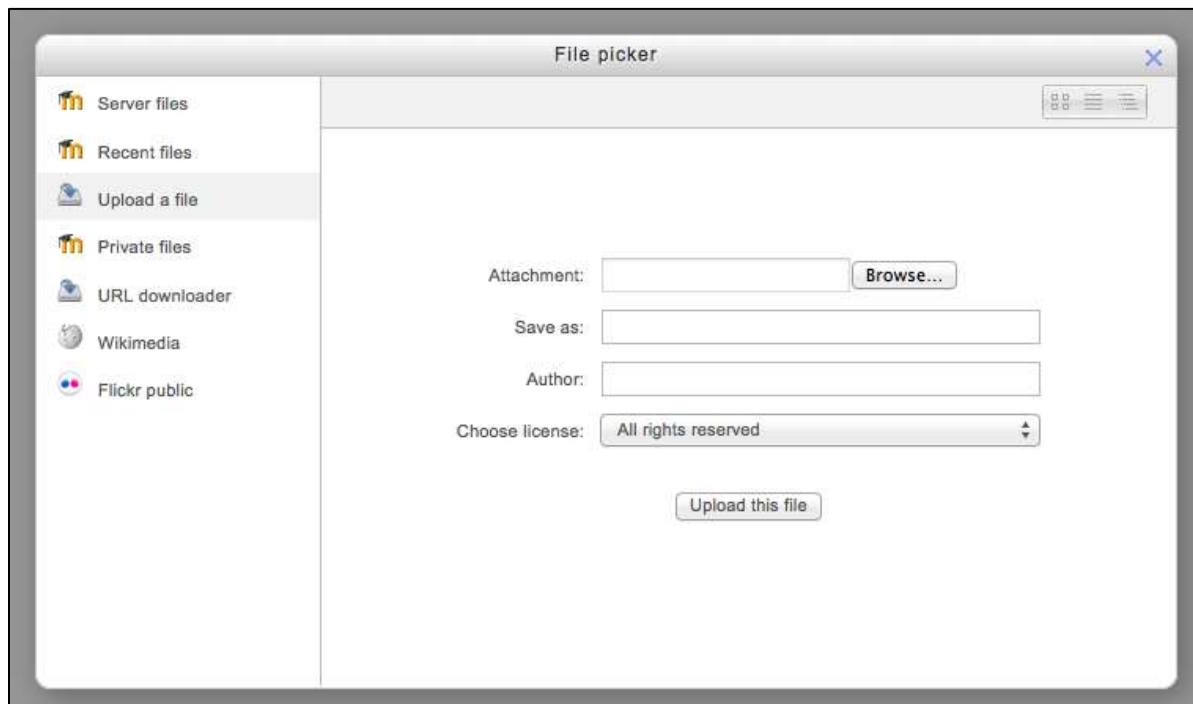 File picker
Server files
Recent files
Upload a file
Private files
URL downloader
Wikimedia
Flickr public
Attachment:
Browse...
Save as:
Author:
Choose license:
All rights reserved
Upload this file